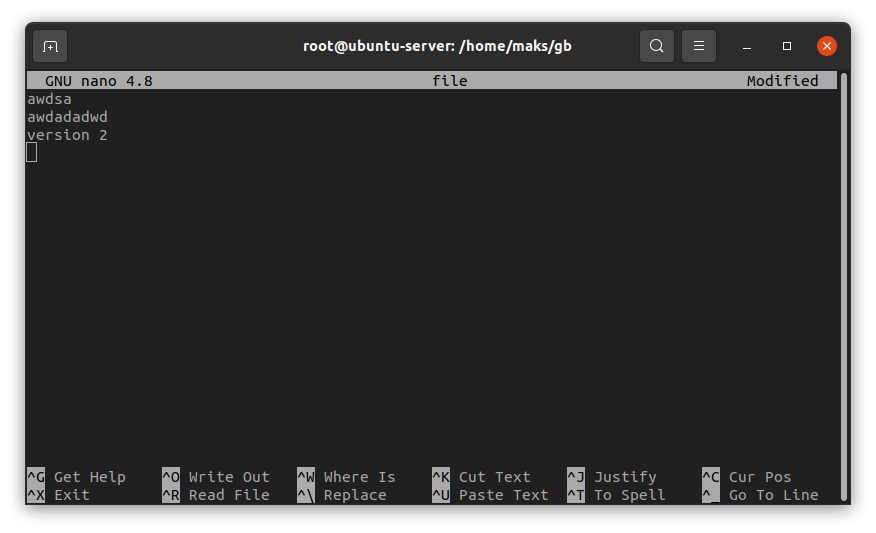 root@ubuntu-server: /home/maks/gb
GNU nano 4.8 file Modified
awdsa
awdadadwd
version 2
^G Get Help ^O Write Out ^W Where Is ^K Cut Text ^J Justify ^C Cur Pos
^X Exit ^R Read File ^\ Replace ^U Paste Text ^T To Spell ^_ Go To Line